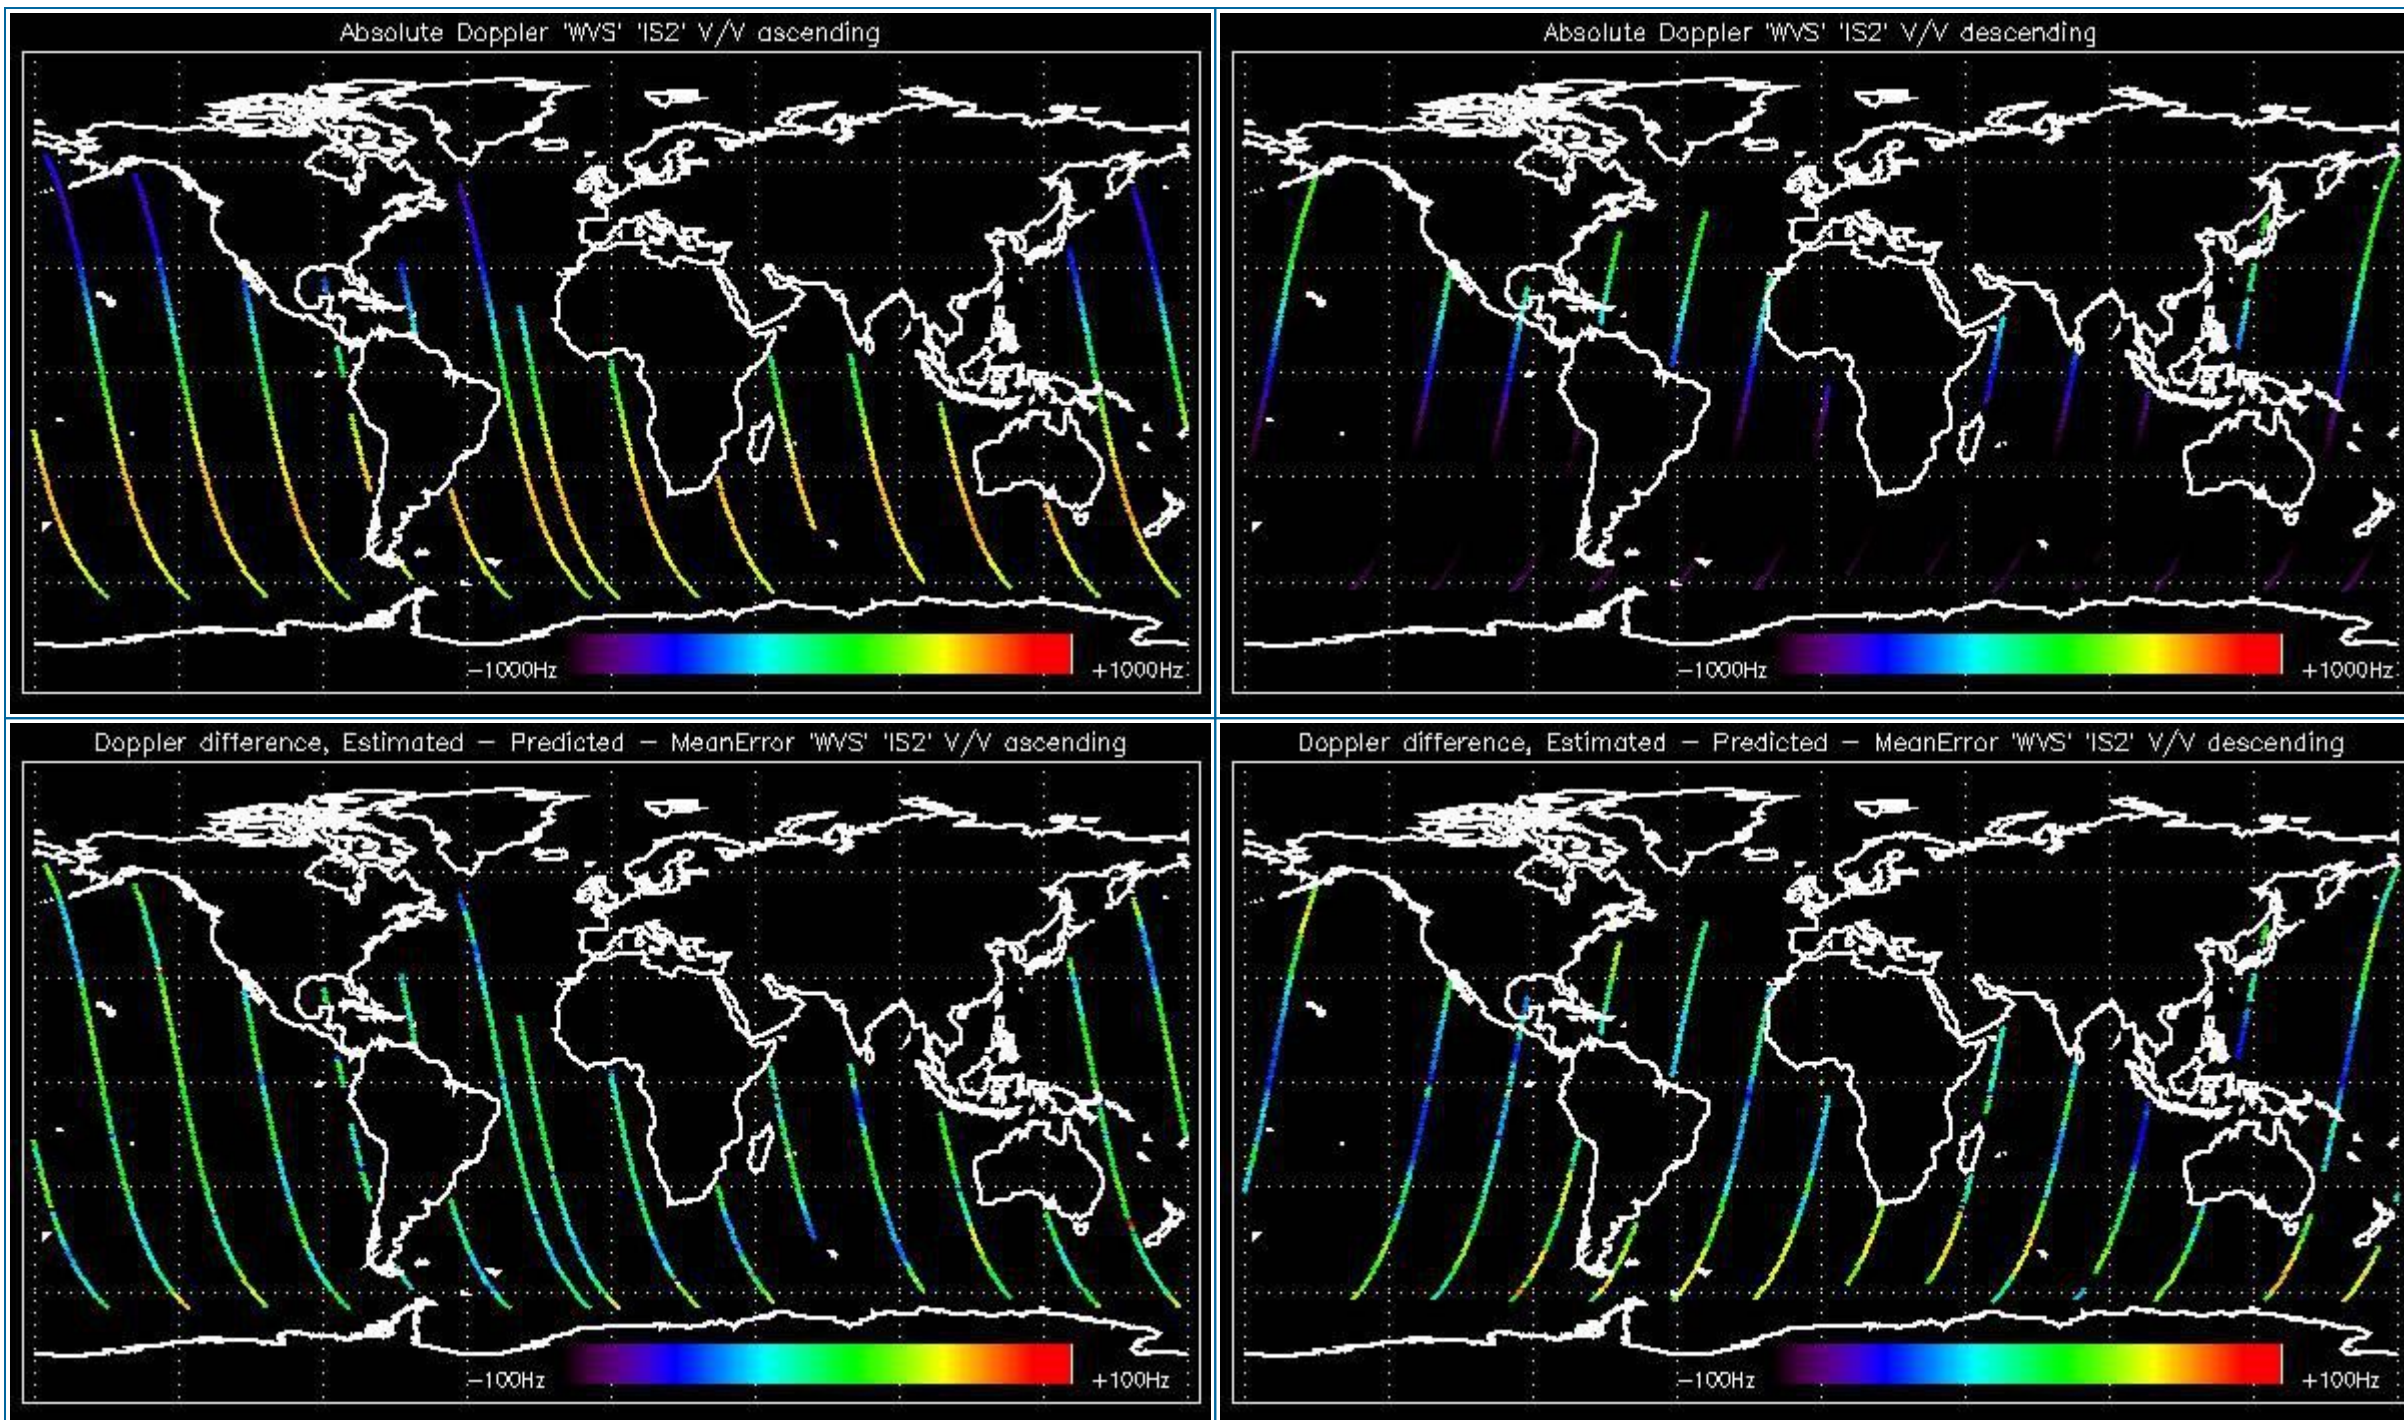 Absolute Doppler 'WVS' 'IS2' V/V ascending
−1000Hz
+1000Hz
Absolute Doppler 'WVS' 'IS2' V/V descending
−1000Hz
+1000Hz
Doppler difference, Estimated − Predicted − MeanError 'WVS' 'IS2' V/V ascending
−100Hz
+100Hz
Doppler difference, Estimated − Predicted − MeanError 'WVS' 'IS2' V/V descending
−100Hz
+100Hz